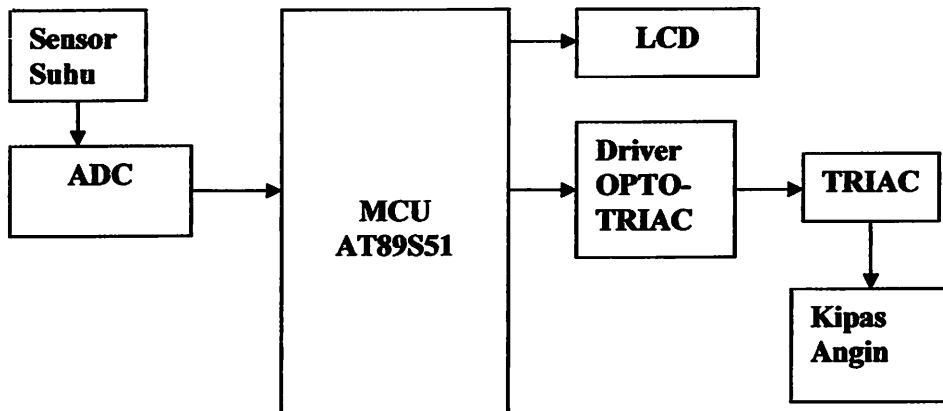 Sensor
Suhu
ADC
MCU
AT89S51
LCD
Driver
OPTO-
TRIAC
TRIAC
Kipas
Angin